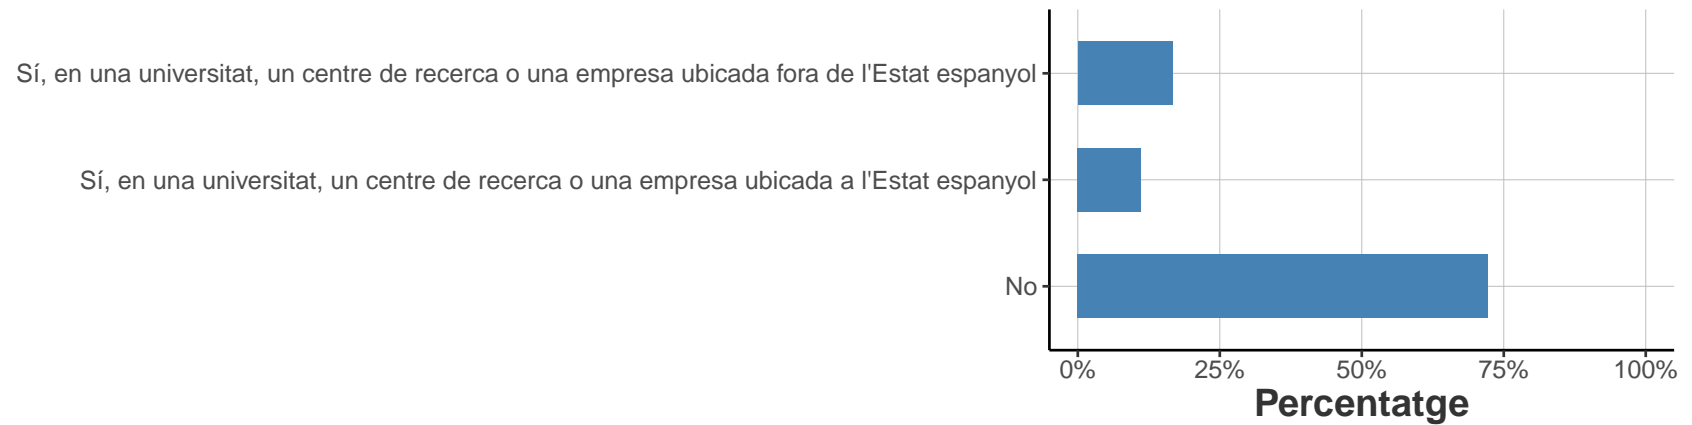 Sí, en una universitat, un centre de recerca o una empresa ubicada fora de l'Estat espanyol
Sí, en una universitat, un centre de recerca o una empresa ubicada a l'Estat espanyol
No
0% 25% 50% 75% 100%
Percentatge